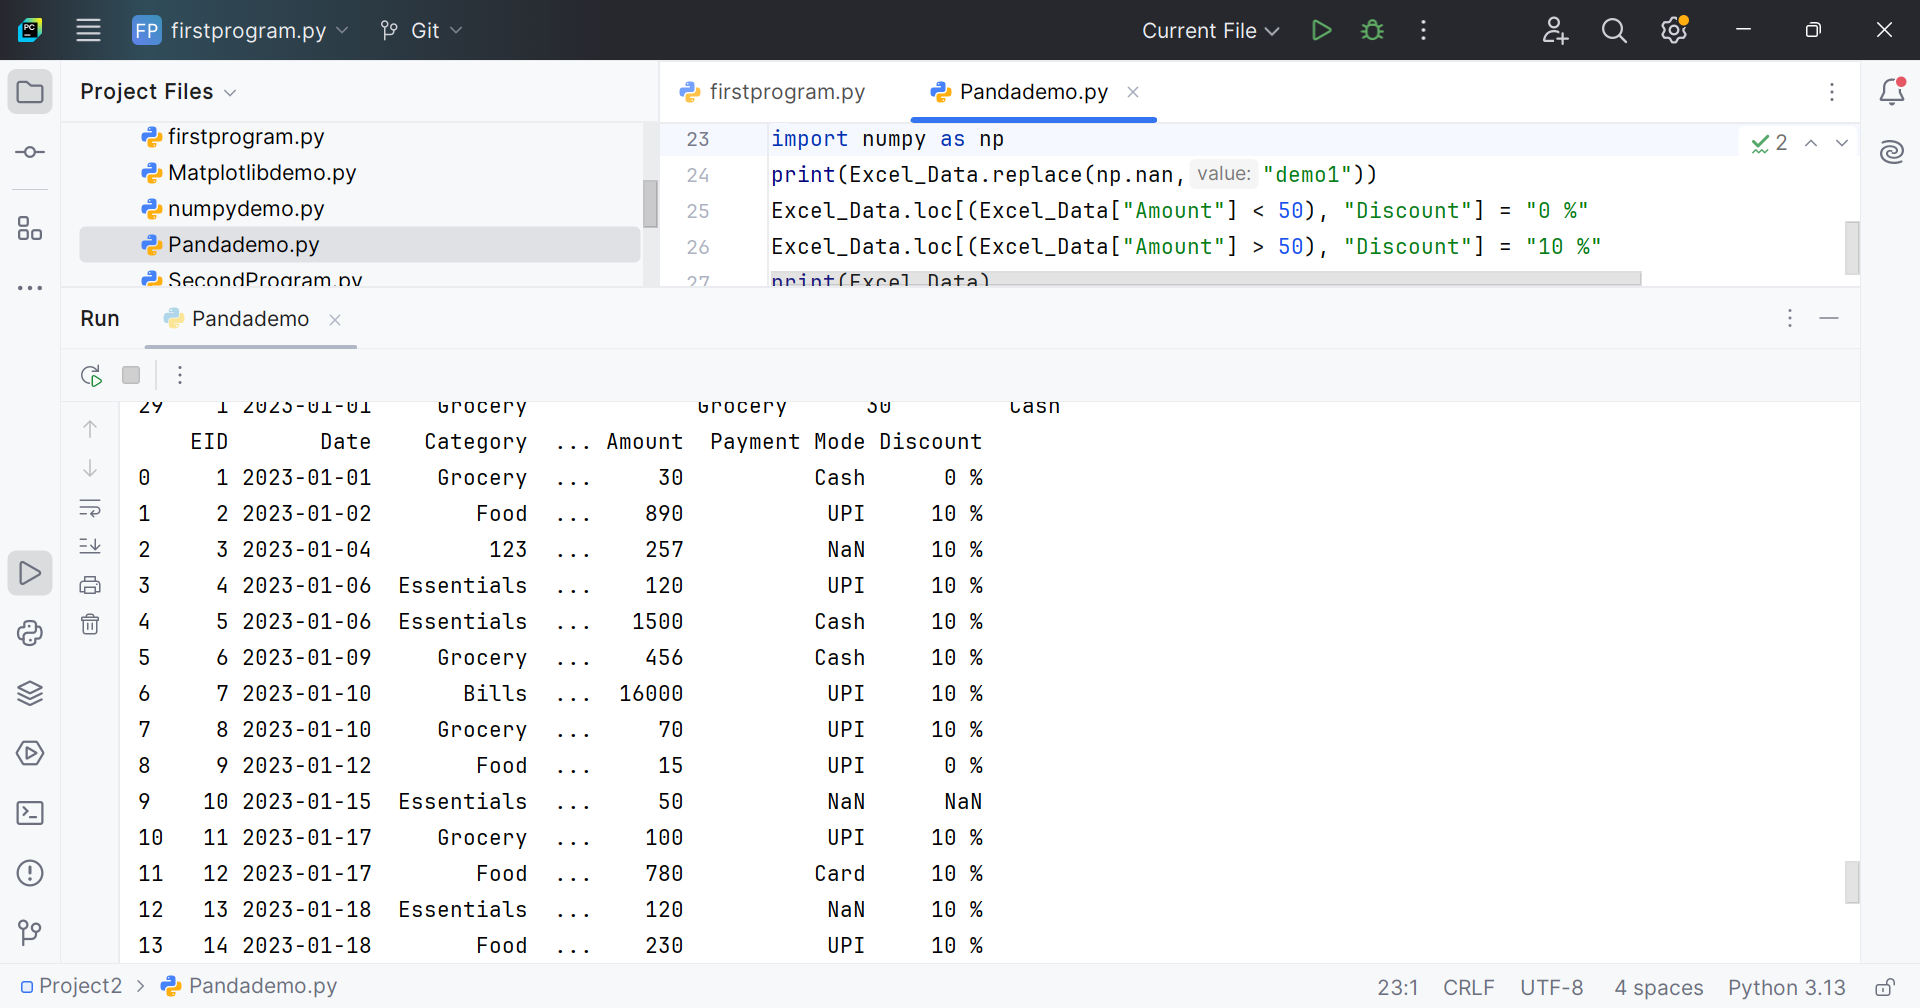 PC
FP firstprogram.py Git Current File
Project Files
firstprogram.py
Matplotlibdemo.py
numpydemo.py
Pandademo.py
SecondProgram.py
firstprogram.py Pandademo.py
23 import numpy as np
24 print(Excel_Data.replace(np.nan, value: "demo1"))
25 Excel_Data.loc[(Excel_Data["Amount"] < 50), "Discount"] = "0 %"
26 Excel_Data.loc[(Excel_Data["Amount"] > 50), "Discount"] = "10 %"
27 print(Excel_Data)
2
Run Pandademo
29 1 2023-01-01 Grocery Grocery 30 Cash
EID Date Category ... Amount Payment Mode Discount
0 1 2023-01-01 Grocery ... 30 Cash 0 %
1 2 2023-01-02 Food ... 890 UPI 10 %
2 3 2023-01-04 123 ... 257 NaN 10 %
3 4 2023-01-06 Essentials ... 120 UPI 10 %
4 5 2023-01-06 Essentials ... 1500 Cash 10 %
5 6 2023-01-09 Grocery ... 456 Cash 10 %
6 7 2023-01-10 Bills ... 16000 UPI 10 %
7 8 2023-01-10 Grocery ... 70 UPI 10 %
8 9 2023-01-12 Food ... 15 UPI 0 %
9 10 2023-01-15 Essentials ... 50 NaN NaN
10 11 2023-01-17 Grocery ... 100 UPI 10 %
11 12 2023-01-17 Food ... 780 Card 10 %
12 13 2023-01-18 Essentials ... 120 NaN 10 %
13 14 2023-01-18 Food ... 230 UPI 10 %
Project2 > Pandademo.py 23:1 CRLF UTF-8 4 spaces Python 3.13